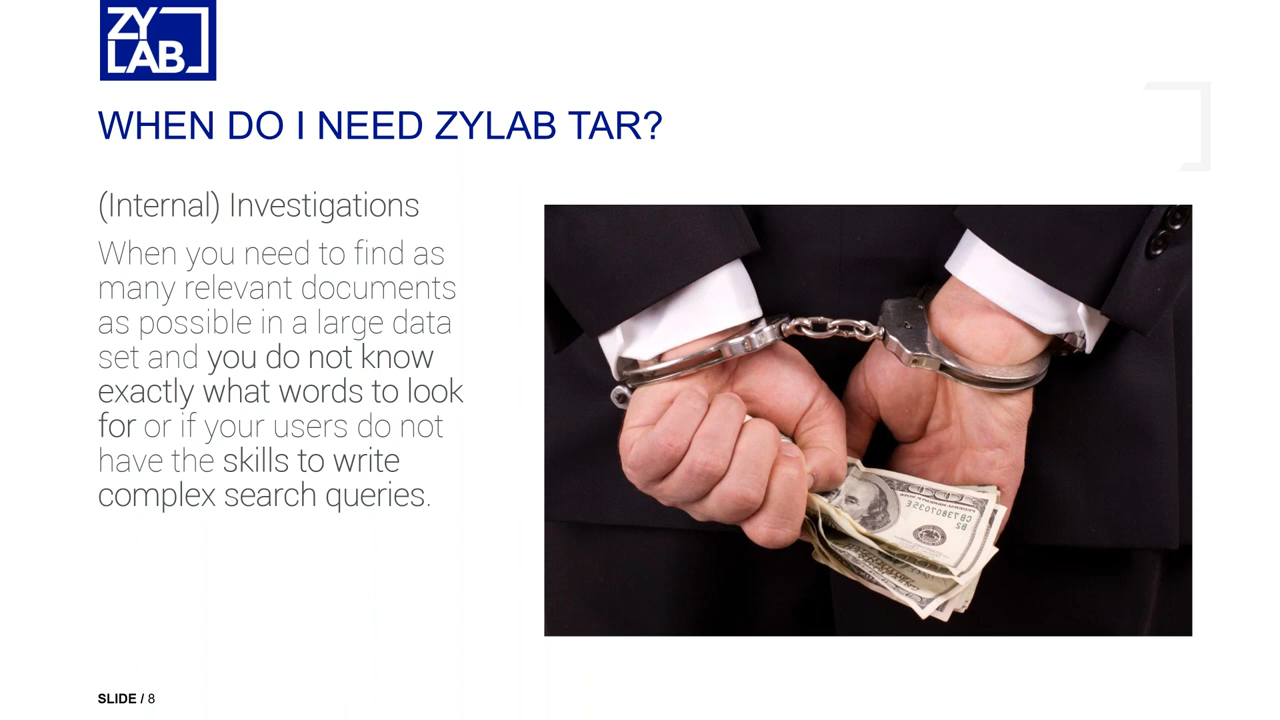 ZY
LAB
WHEN DO I NEED ZYLAB TAR?
(Internal) Investigations
When you need to find as
many relevant documents
as possible in a large data
set and you do not know
exactly what words to look
for or if your users do not
have the skills to write
complex search queries.
CB73807035E
B2
SLIDE / 8